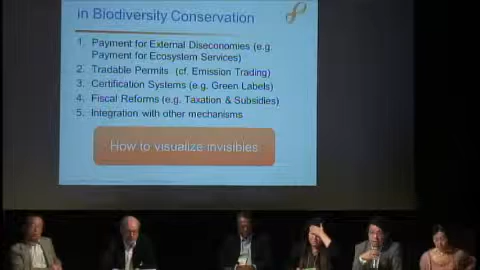 in Biodiversity Conservation
1. Payment for External Diseconomies (e.g.
Payment for Ecosystem Services)
2. Tradable Permits (cf. Emission Trading)
3. Certification Systems (e.g. Green Labels)
4. Fiscal Reforms (e.g. Taxation & Subsidies)
5. Integration with other mechanisms
How to visualize invisibles